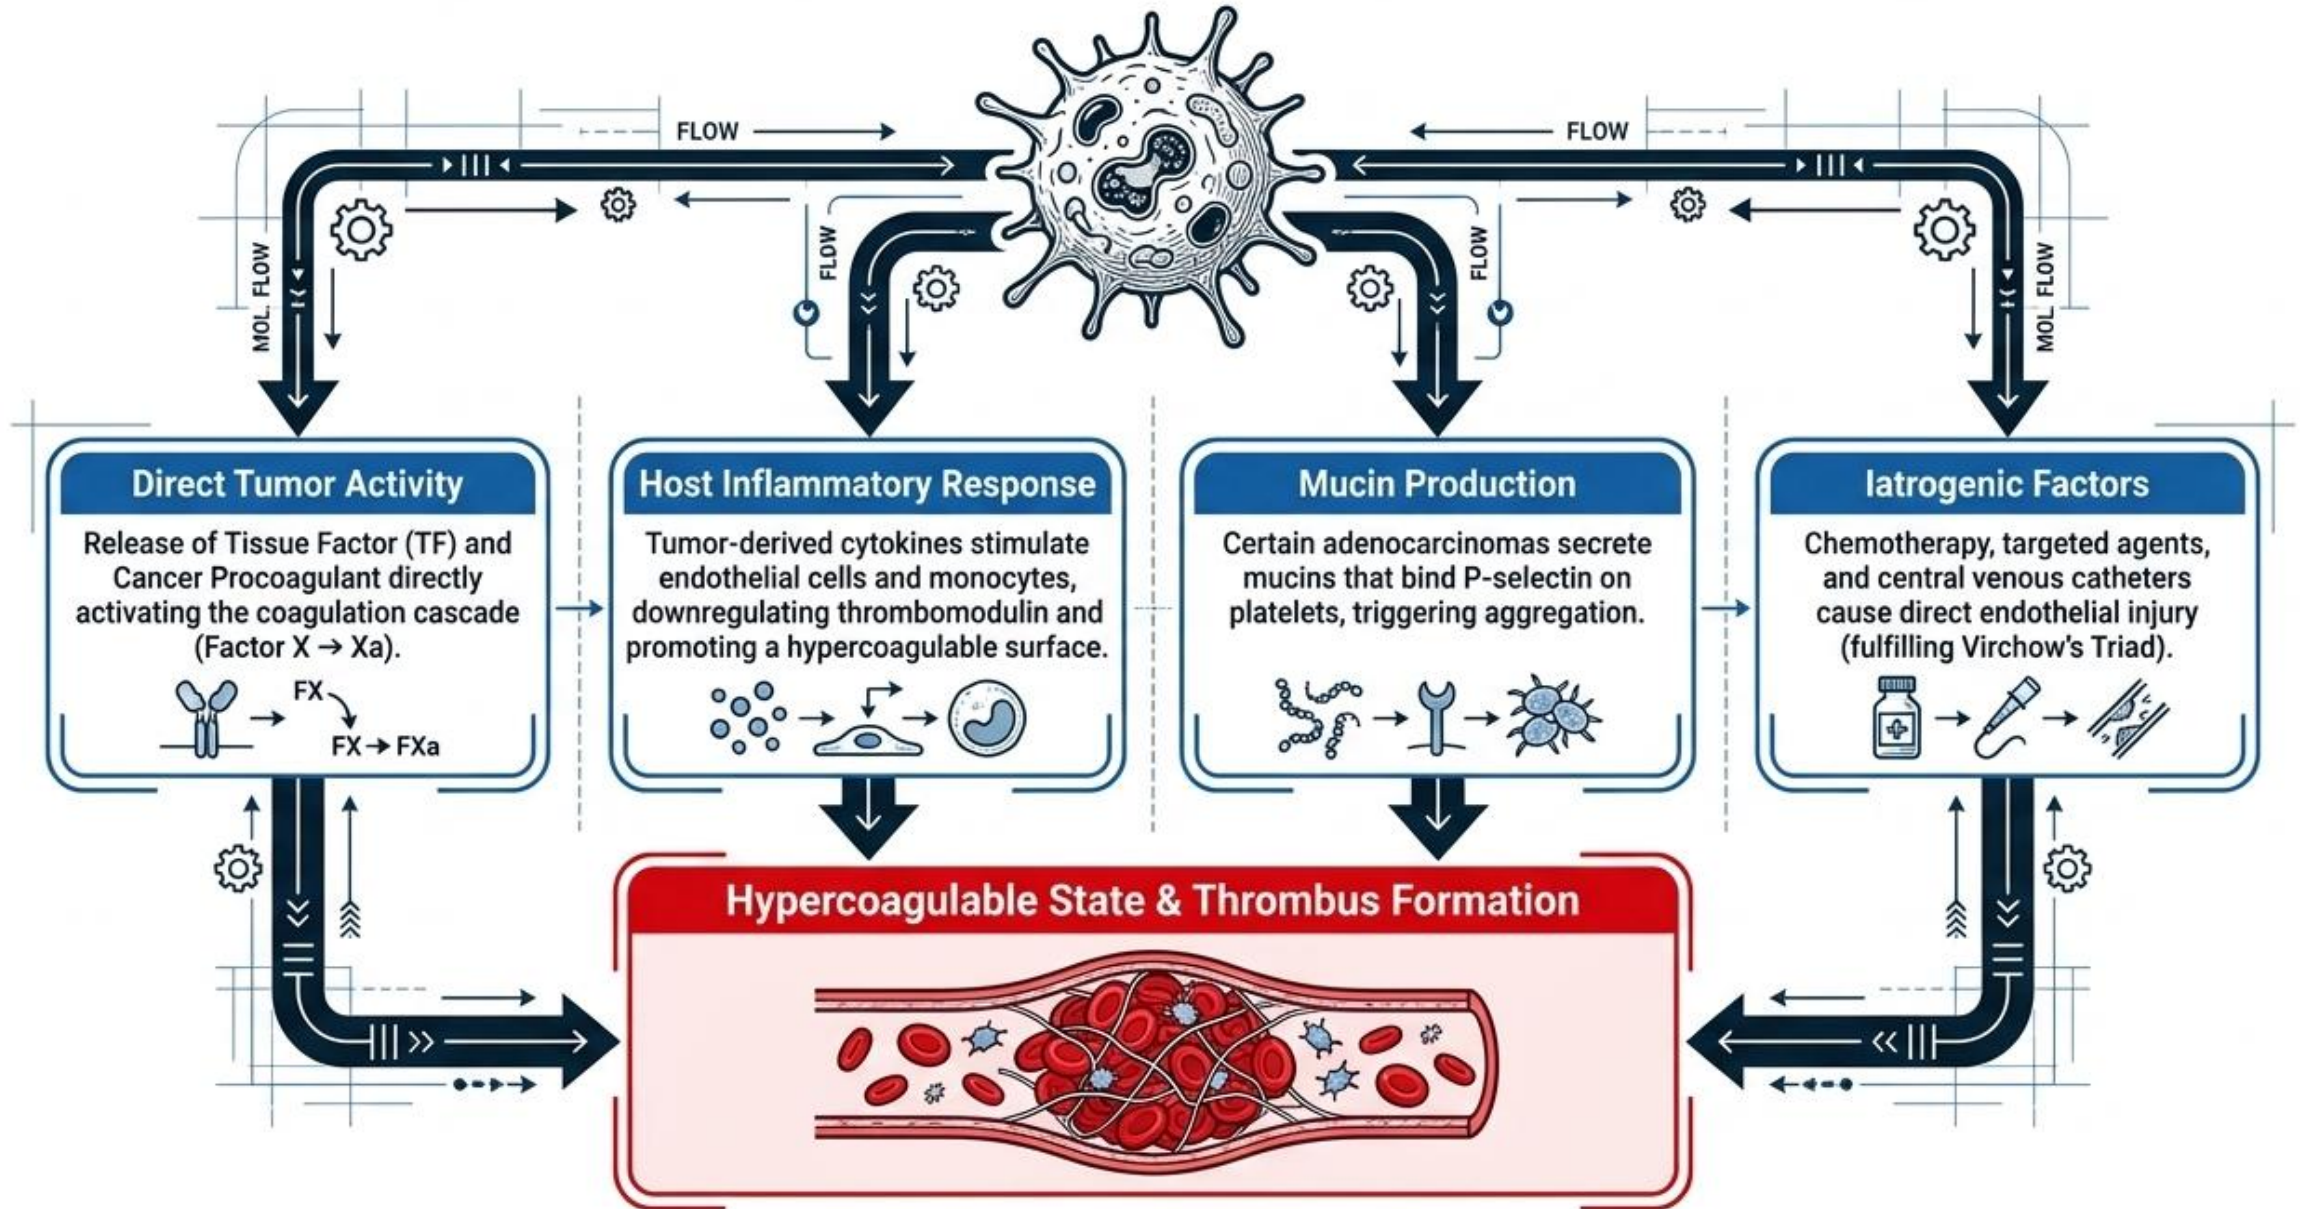 FLOW
FLOW
MOL. FLOW
FLOW
FLOW
MOL FLOW
Direct Tumor Activity
Release of Tissue Factor (TF) and
Cancer Procoagulant directly
activating the coagulation cascade
(Factor X → Xa).
FX
FX → FXa
Host Inflammatory Response
Tumor-derived cytokines stimulate
endothelial cells and monocytes,
downregulating thrombomodulin and
promoting a hypercoagulable surface.
Mucin Production
Certain adenocarcinomas secrete
mucins that bind P-selectin on
platelets, triggering aggregation.
Iatrogenic Factors
Chemotherapy, targeted agents,
and central venous catheters
cause direct endothelial injury
(fulfilling Virchow's Triad).
Hypercoagulable State & Thrombus Formation